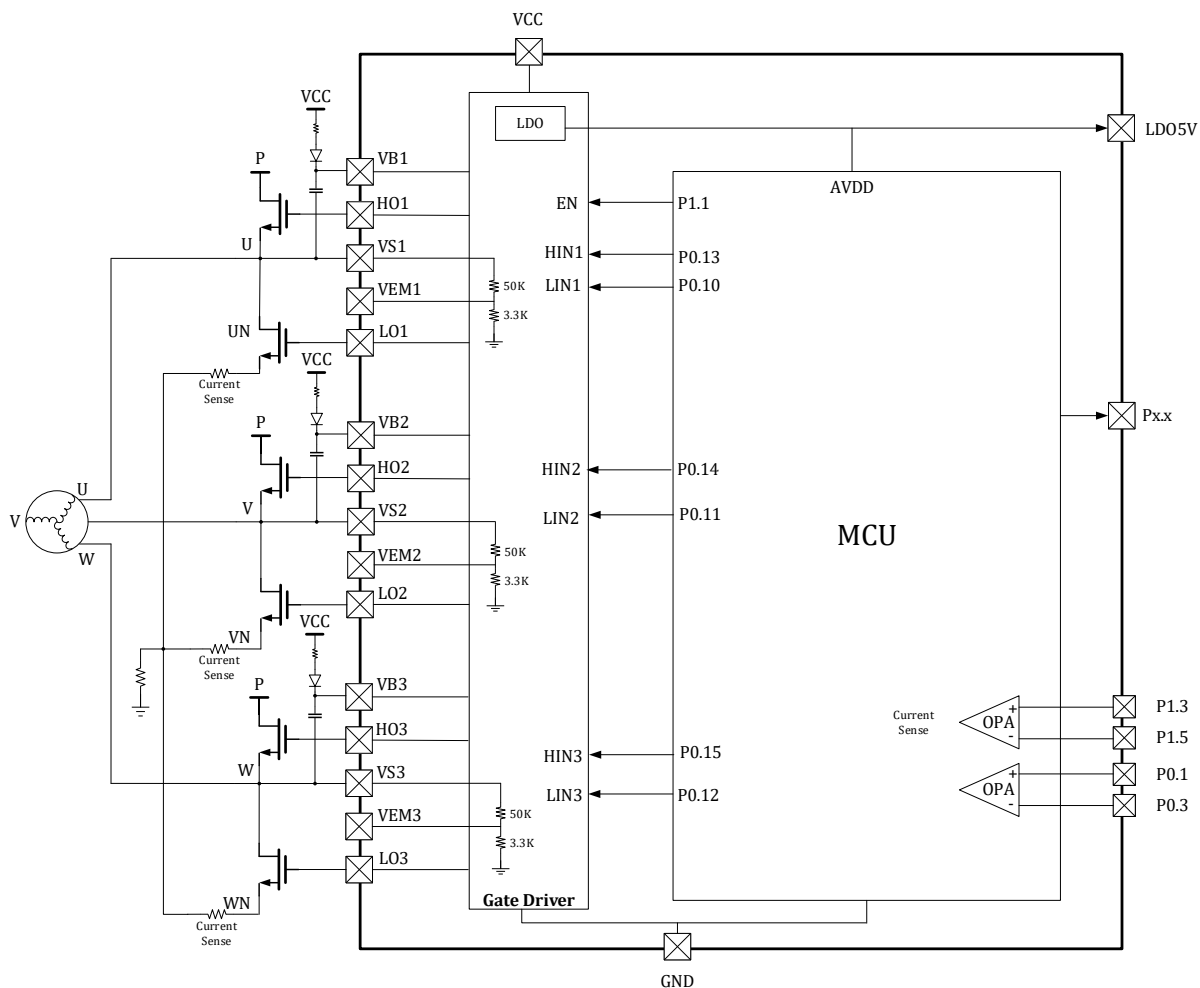 VCC
LDO
LDO5V
VCC
VB1
P
HO1
U
VS1
VEM1
50K
3.3K
UN
LO1
Current
Sense
VCC
VB2
P
HO2
V
VS2
VEM2
50K
3.3K
LO2
VN
Current
Sense
VCC
VB3
P
HO3
W
VS3
VEM3
50K
3.3K
LO3
WN
Current
Sense
U
V
W
EN
HIN1
LIN1
HIN2
LIN2
HIN3
LIN3
Gate Driver
AVDD
P1.1
P0.13
P0.10
P0.14
P0.11
P0.15
P0.12
MCU
Px.x
Current
Sense
+
OPA
-
P1.3
P1.5
+
OPA
-
P0.1
P0.3
GND